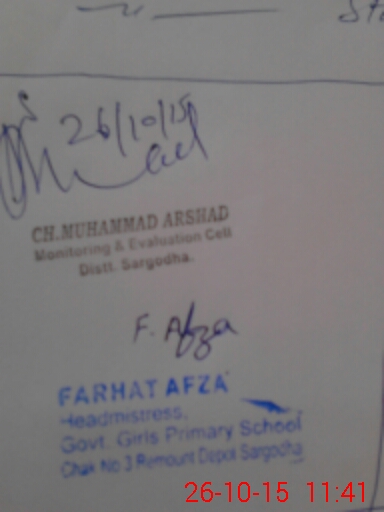 St
26/10/15
CH.MUHAMMAD ARSHAD
Monitoring & Evaluation Cell
Distt. Sargodha.
F. Afza
FARHAT AFZA
Headmistress,
Govt. Girls Primary School
Chak No 3 Remount Depot Sargodha
26-10-15 11:41